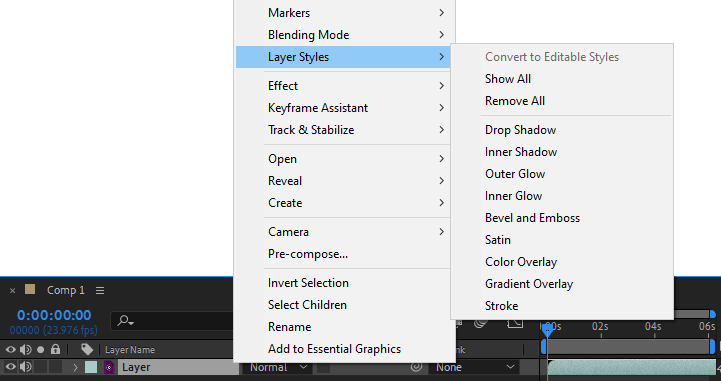 Markers
Blending Mode
Layer Styles
Effect
Keyframe Assistant
Track & Stabilize
Open
Reveal
Create
Camera
Pre-compose...
Invert Selection
Select Children
Rename
Add to Essential Graphics
Convert to Editable Styles
Show All
Remove All
Drop Shadow
Inner Shadow
Outer Glow
Inner Glow
Bevel and Emboss
Satin
Color Overlay
Gradient Overlay
Stroke
Comp 1
0:00:00:00
00000 (23.976 fps)
Layer Name
02s
04s
06s
Layer
Normal
None